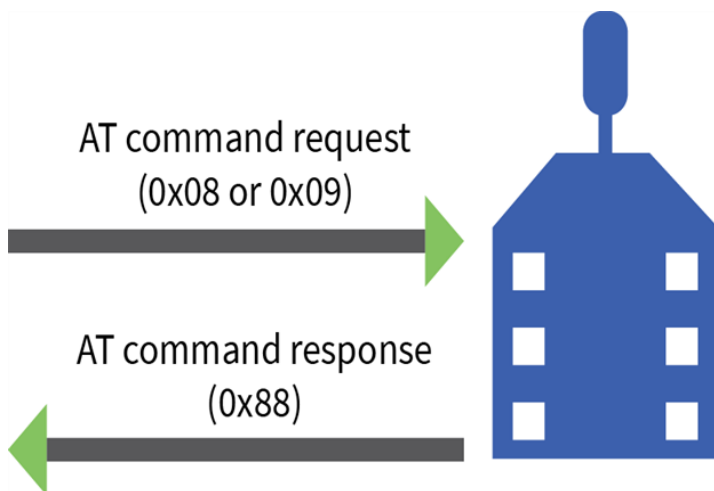 AT command request
(0x08 or 0x09)
AT command response
(0x88)